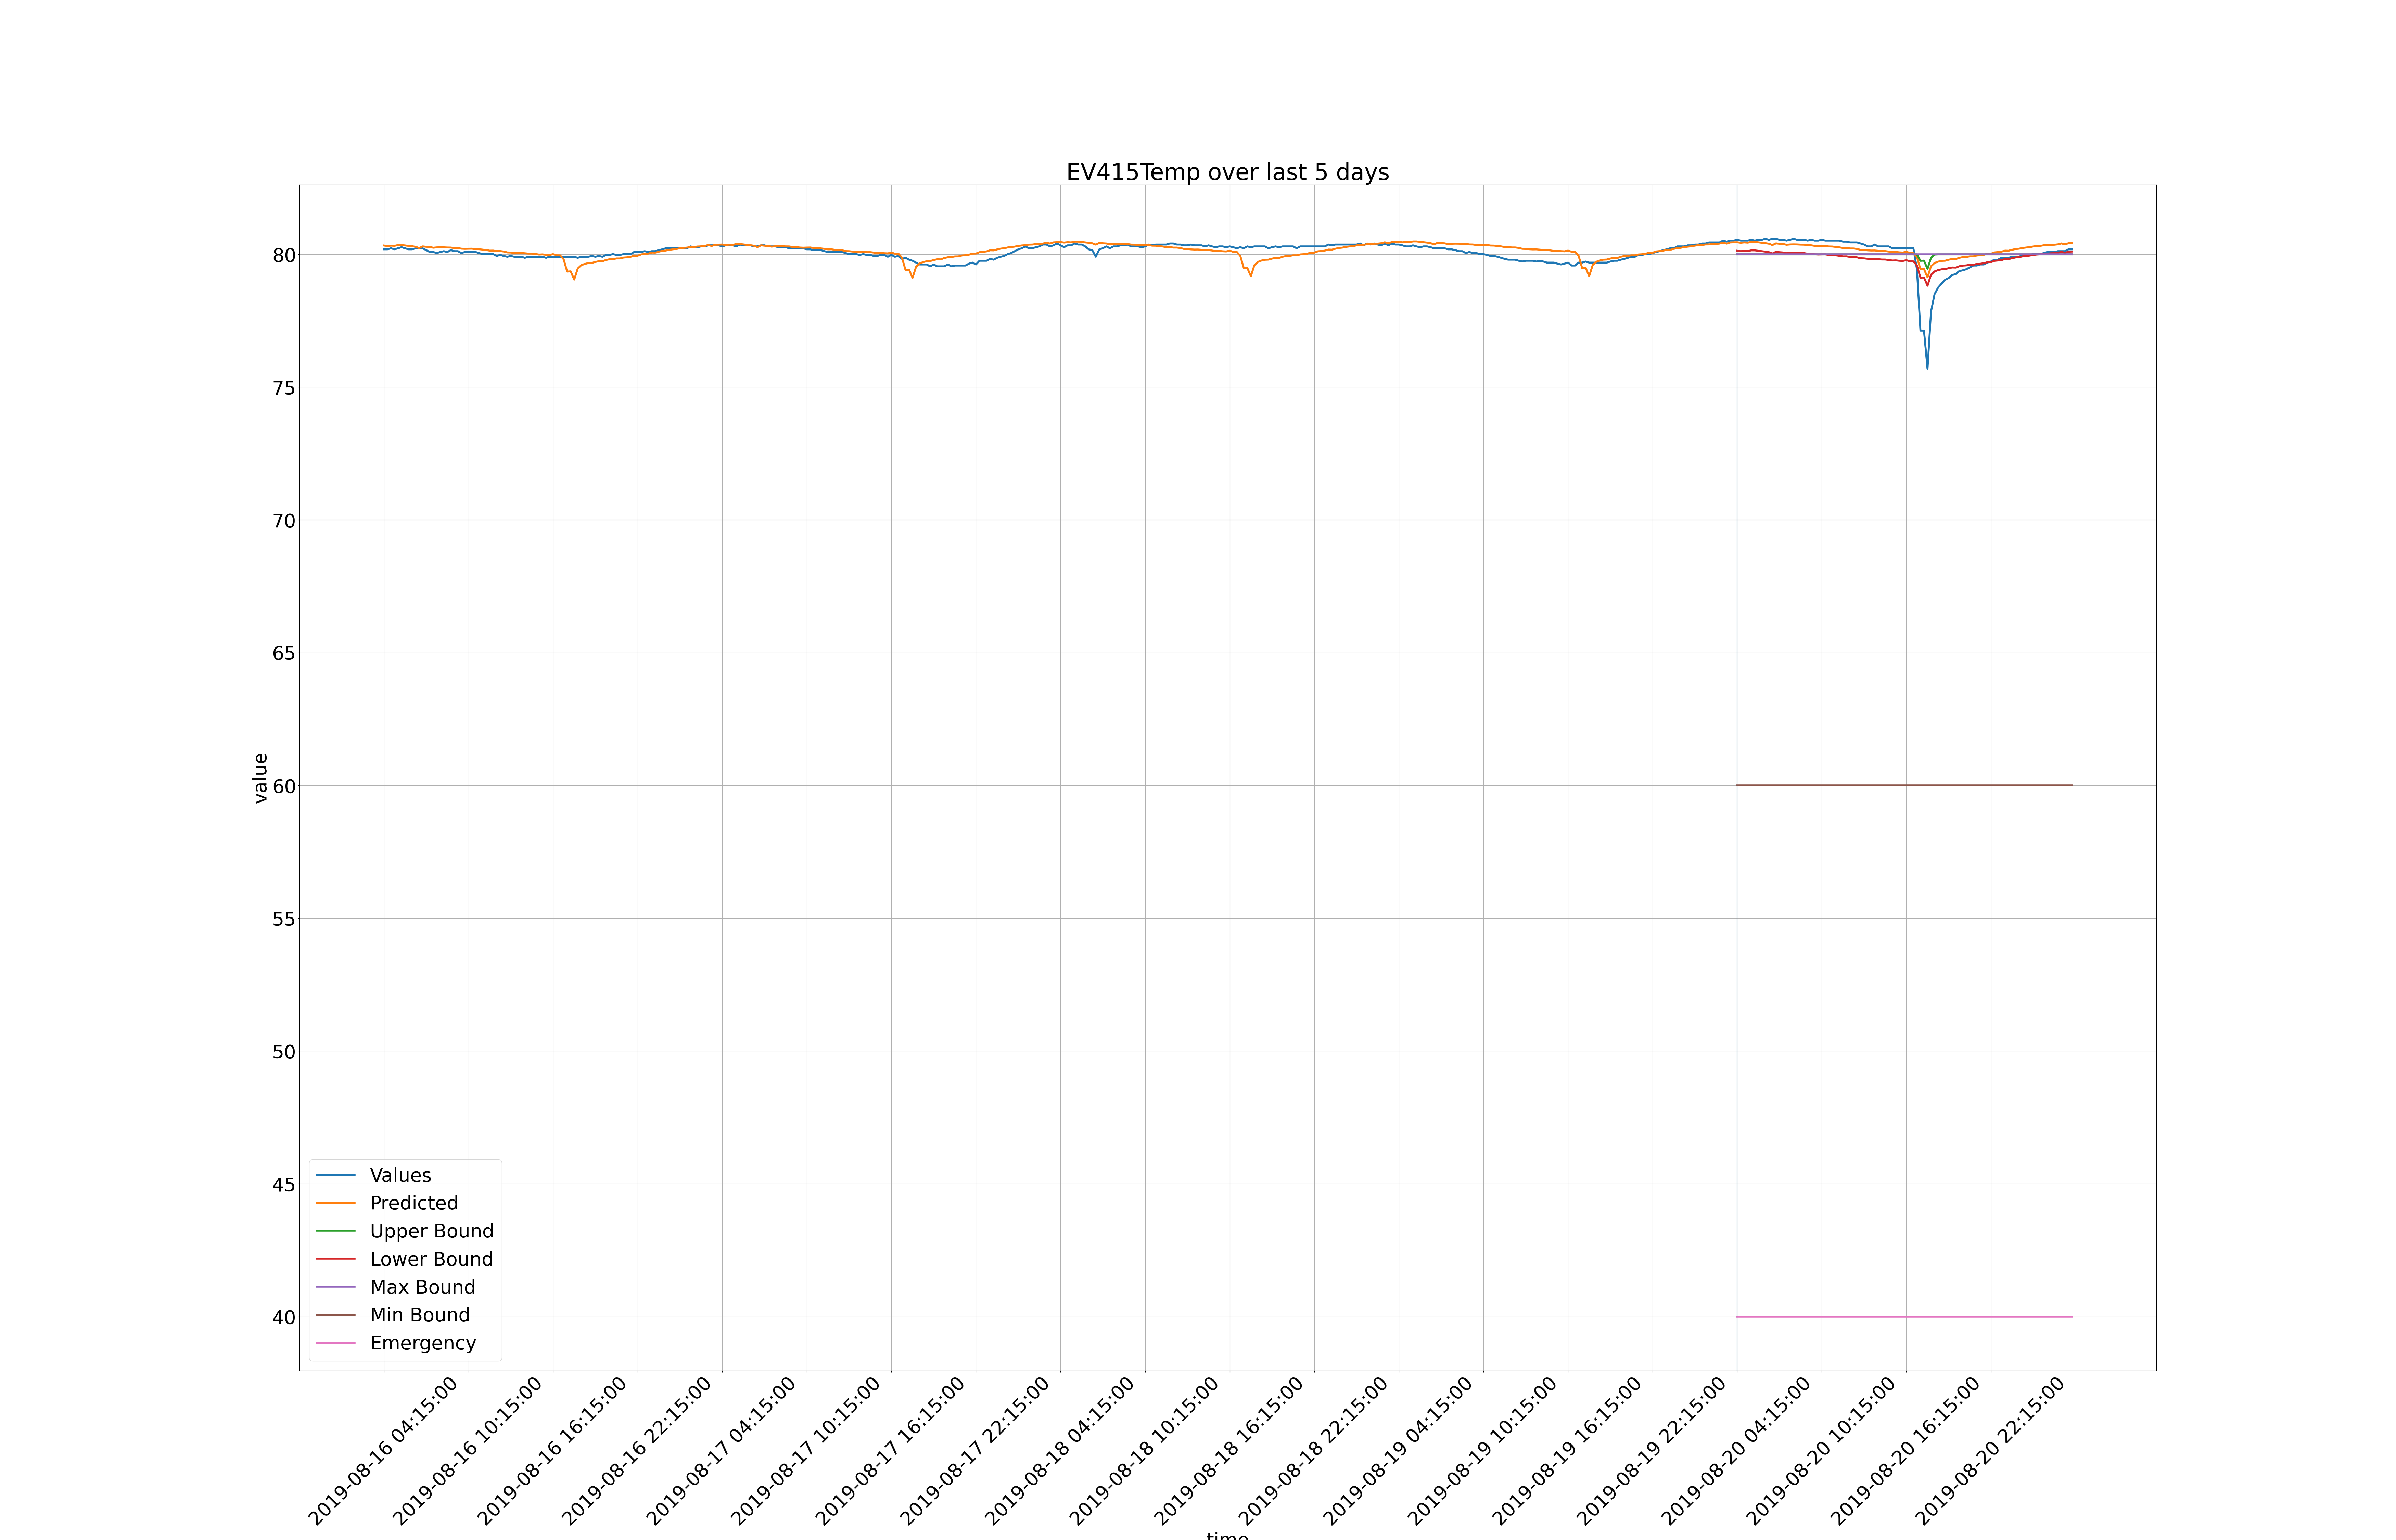 EV415Temp over last 5 days
80
75
70
65
60
55
50
45
40
value
Values
Predicted
Upper Bound
Lower Bound
Max Bound
Min Bound
Emergency
2019-08-16 04:15:00
2019-08-16 10:15:00
2019-08-16 16:15:00
2019-08-16 22:15:00
2019-08-17 04:15:00
2019-08-17 10:15:00
2019-08-17 16:15:00
2019-08-17 22:15:00
2019-08-18 04:15:00
2019-08-18 10:15:00
2019-08-18 16:15:00
2019-08-18 22:15:00
2019-08-19 04:15:00
2019-08-19 10:15:00
2019-08-19 16:15:00
2019-08-19 22:15:00
2019-08-20 04:15:00
2019-08-20 10:15:00
2019-08-20 16:15:00
2019-08-20 22:15:00
time